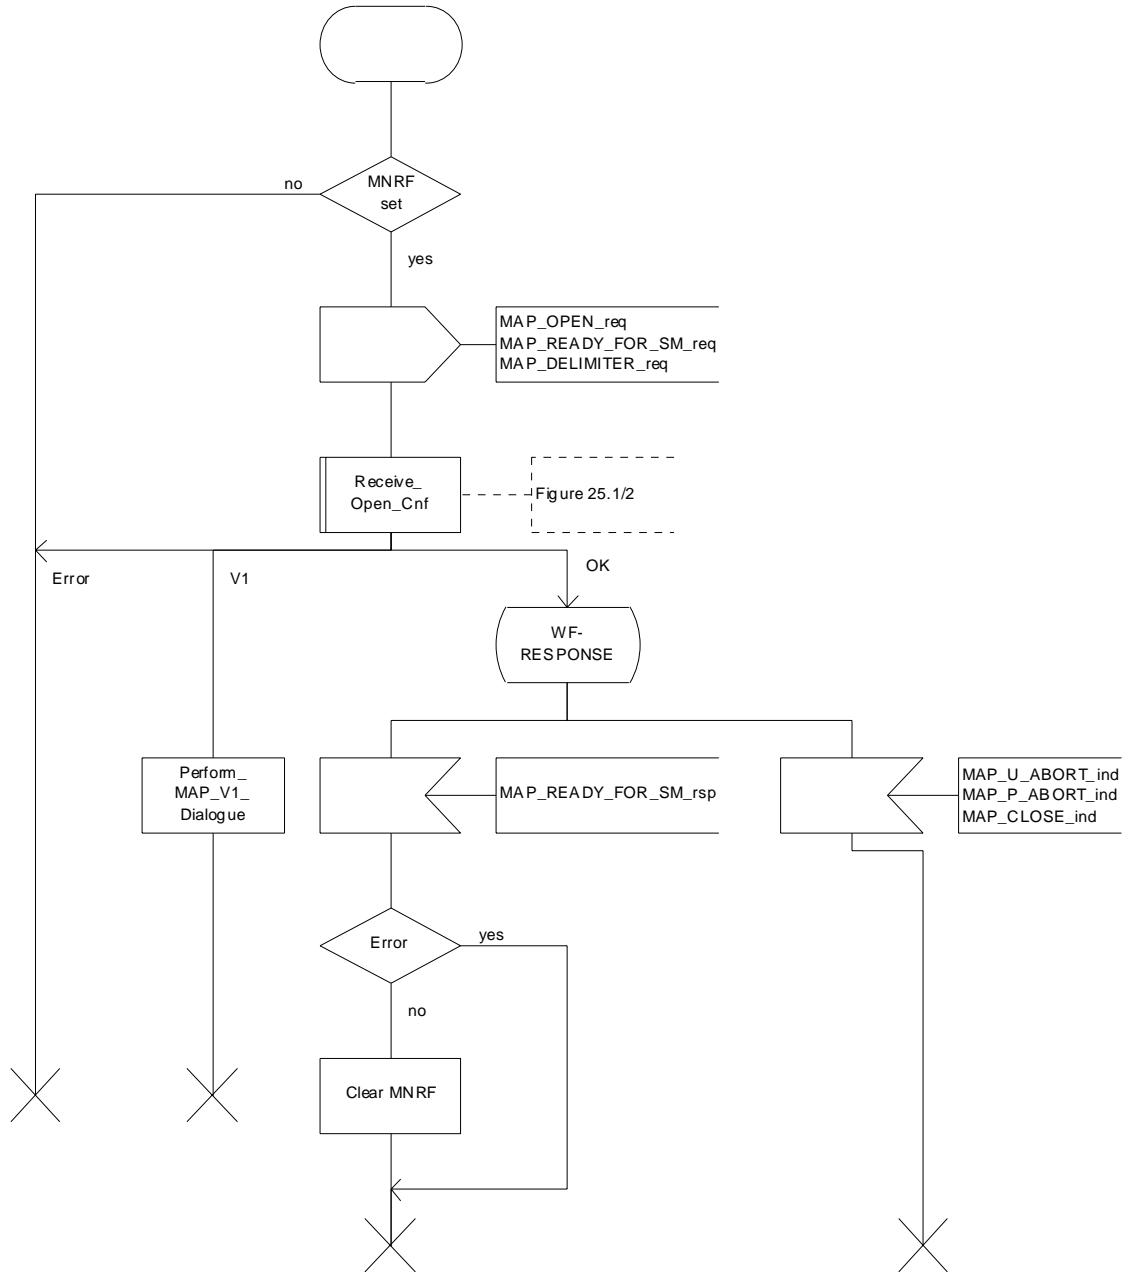 no
MNRF
set
yes
MAP_OPEN_req
MAP_READY_FOR_SM_req
MAP_DELIMITER_req
Receive_
Open_Cnf
Figure 25.1/2
Error
V1
OK
WF-
RESPONSE
Perform_
MAP_V1_
Dialogue
MAP_READY_FOR_SM_rsp
MAP_U_ABORT_ind
MAP_P_ABORT_ind
MAP_CLOSE_ind
Error
yes
no
Clear MNRF